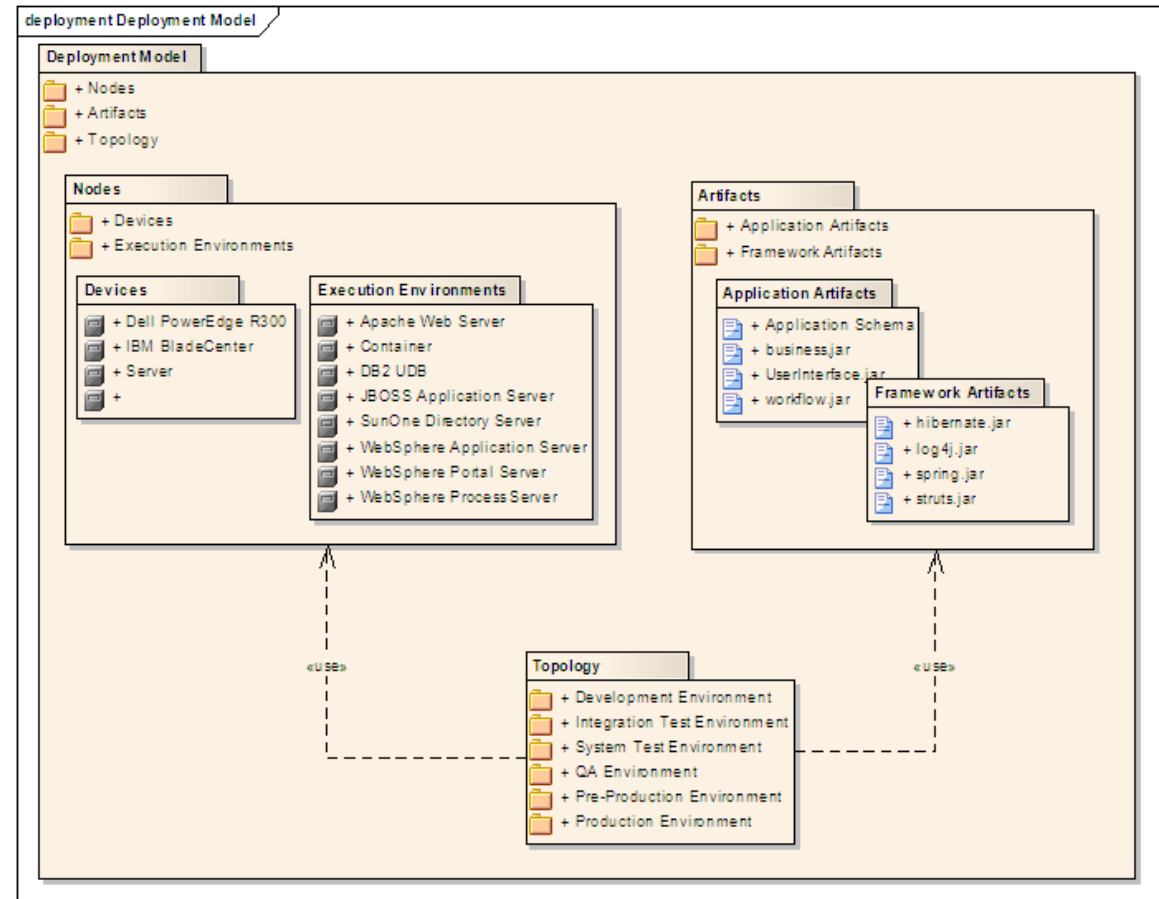 deployment Deployment Model
Deployment Model
+ Nodes
+ Artifacts
+ Topology
Nodes
+ Devices
+ Execution Environments
Devices
+ Dell PowerEdge R300
+ IBM BladeCenter
+ Server
+
Execution Environments
+ Apache Web Server
+ Container
+ DB2 UDB
+ JBOSS Application Server
+ SunOne Directory Server
+ WebSphere Application Server
+ WebSphere Portal Server
+ WebSphere Process Server
Artifacts
+ Application Artifacts
+ Framework Artifacts
Application Artifacts
+ Application Schema
+ business.jar
+ UserInterface.jar
+ workflow.jar
Framework Artifacts
+ hibernate.jar
+ log4j.jar
+ spring.jar
+ struts.jar
«use»
«use»
Topology
+ Development Environment
+ Integration Test Environment
+ System Test Environment
+ QA Environment
+ Pre-Production Environment
+ Production Environment